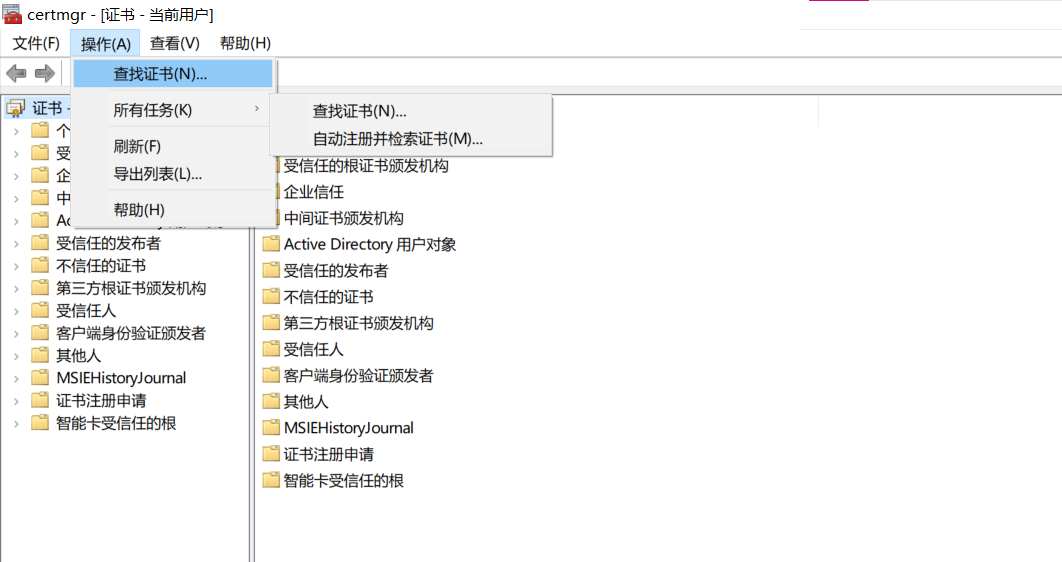 certmgr - [证书 - 当前用户]
文件(F) 操作(A) 查看(V) 帮助(H)
查找证书(N)...
所有任务(K)
刷新(F)
导出列表(L)...
帮助(H)
查找证书(N)...
自动注册并检索证书(M)...
证书 -
个
受
企
中
受信任的发布者
不信任的证书
第三方根证书颁发机构
受信任人
客户端身份验证颁发者
其他人
MSIEHistoryJournal
证书注册申请
智能卡受信任的根
受信任的根证书颁发机构
企业信任
中间证书颁发机构
Active Directory 用户对象
受信任的发布者
不信任的证书
第三方根证书颁发机构
受信任人
客户端身份验证颁发者
其他人
MSIEHistoryJournal
证书注册申请
智能卡受信任的根